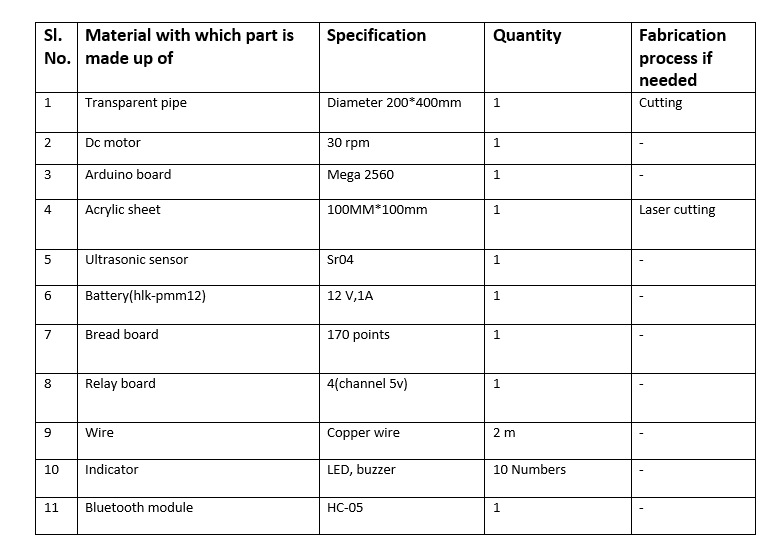 Sl. No. Material with which part is made up of Specification Quantity Fabrication process if needed
1 Transparent pipe Diameter 200*400mm 1 Cutting
2 Dc motor 30 rpm 1 -
3 Arduino board Mega 2560 1 -
4 Acrylic sheet 100MM*100mm 1 Laser cutting
5 Ultrasonic sensor Sr04 1 -
6 Battery(hlk-pmm12) 12 V,1A 1 -
7 Bread board 170 points 1 -
8 Relay board 4(channel 5v) 1 -
9 Wire Copper wire 2 m -
10 Indicator LED, buzzer 10 Numbers -
11 Bluetooth module HC-05 1 -